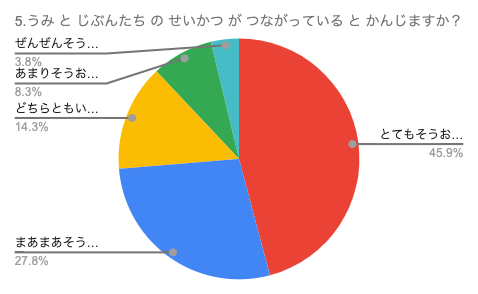 5.うみ と じぶんたち の せいかつ が つながっている と かんじますか？
ぜんぜんそう…
3.8%
あまりそうお…
8.3%
どちらともい…
14.3%
まあまあそう…
27.8%
とてもそうお…
45.9%